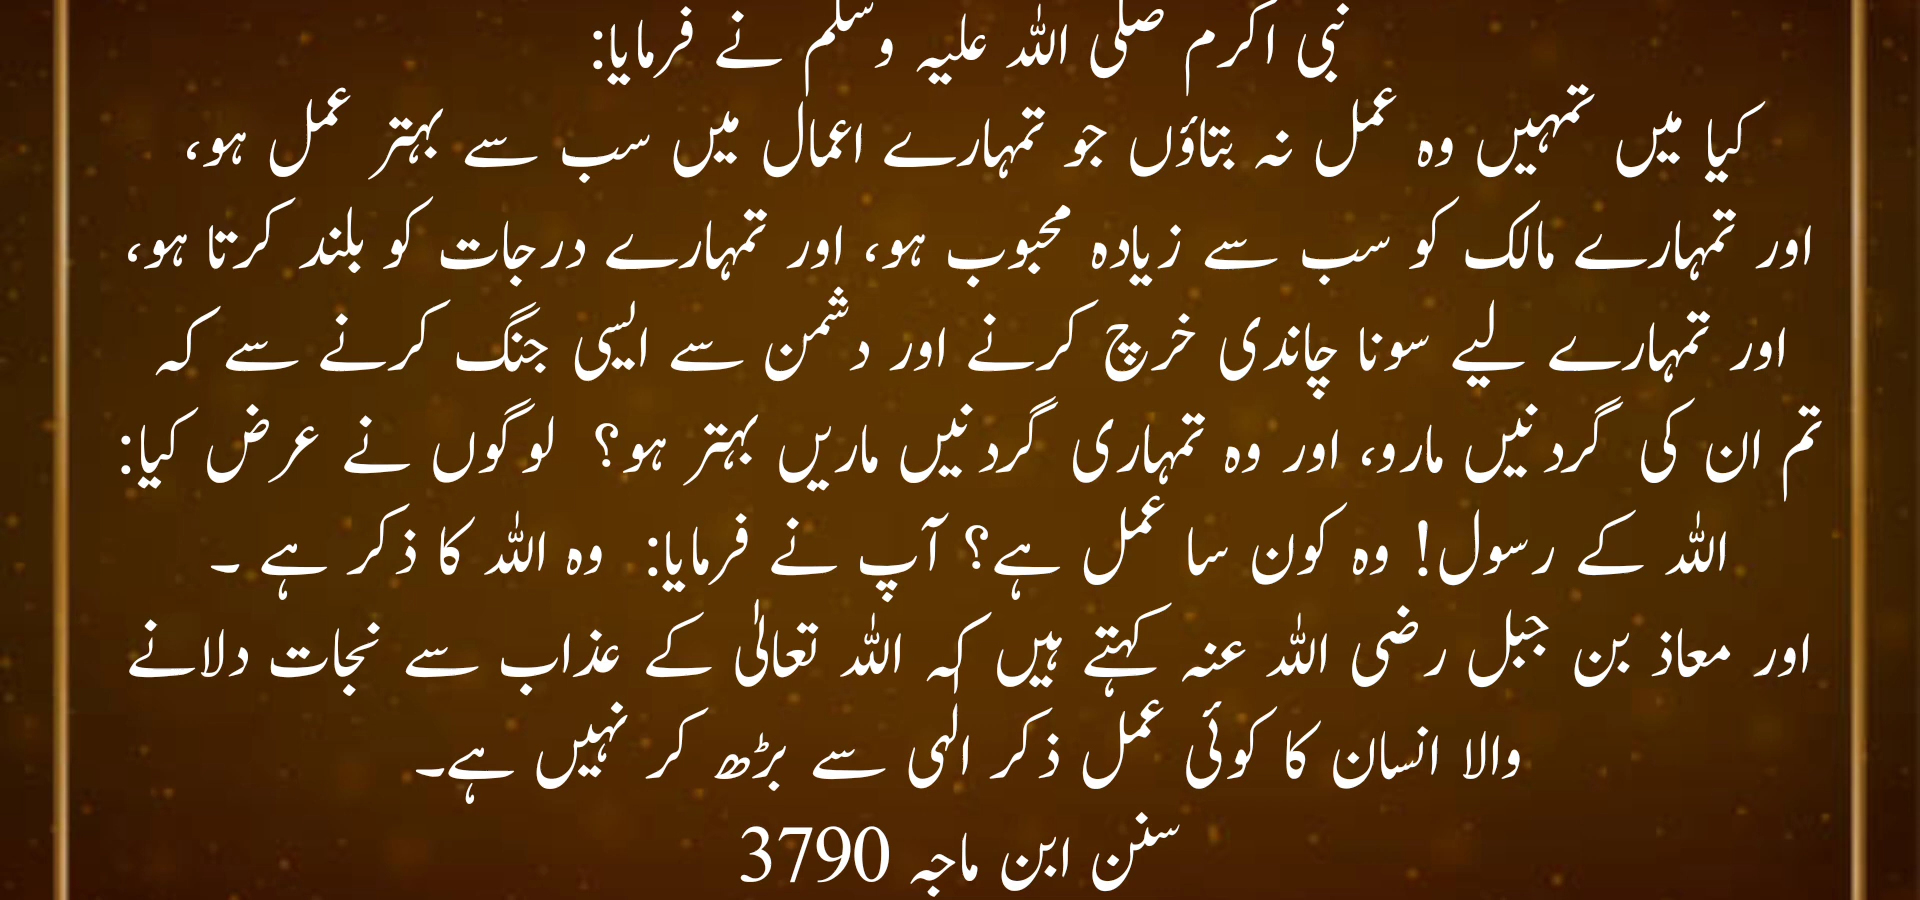 نبی اکرم صلی اللہ علیہ وسلم نے فرمایا:
کیا میں تمہیں وہ عمل نہ بتاؤں جو تمہارے اعمال میں سب سے بہتر عمل ہو،
اور تمہارے مالک کو سب سے زیادہ محبوب ہو، اور تمہارے درجات کو بلند کرتا ہو،
اور تمہارے لیے سونا چاندی خرچ کرنے اور دشمن سے ایسی جنگ کرنے سے کہ
تم ان کی گردنیں مارو، اور وہ تمہاری گردنیں ماریں بہتر ہو؟ لوگوں نے عرض کیا:
اللہ کے رسول! وہ کون سا عمل ہے؟ آپ نے فرمایا: وہ اللہ کا ذکر ہے ۔
اور معاذ بن جبل رضی اللہ عنہ کہتے ہیں کہ اللہ تعالٰی کے عذاب سے نجات دلانے
والا انسان کا کوئی عمل ذکر الٰہی سے بڑھ کر نہیں ہے۔
سنن ابن ماجہ 3790